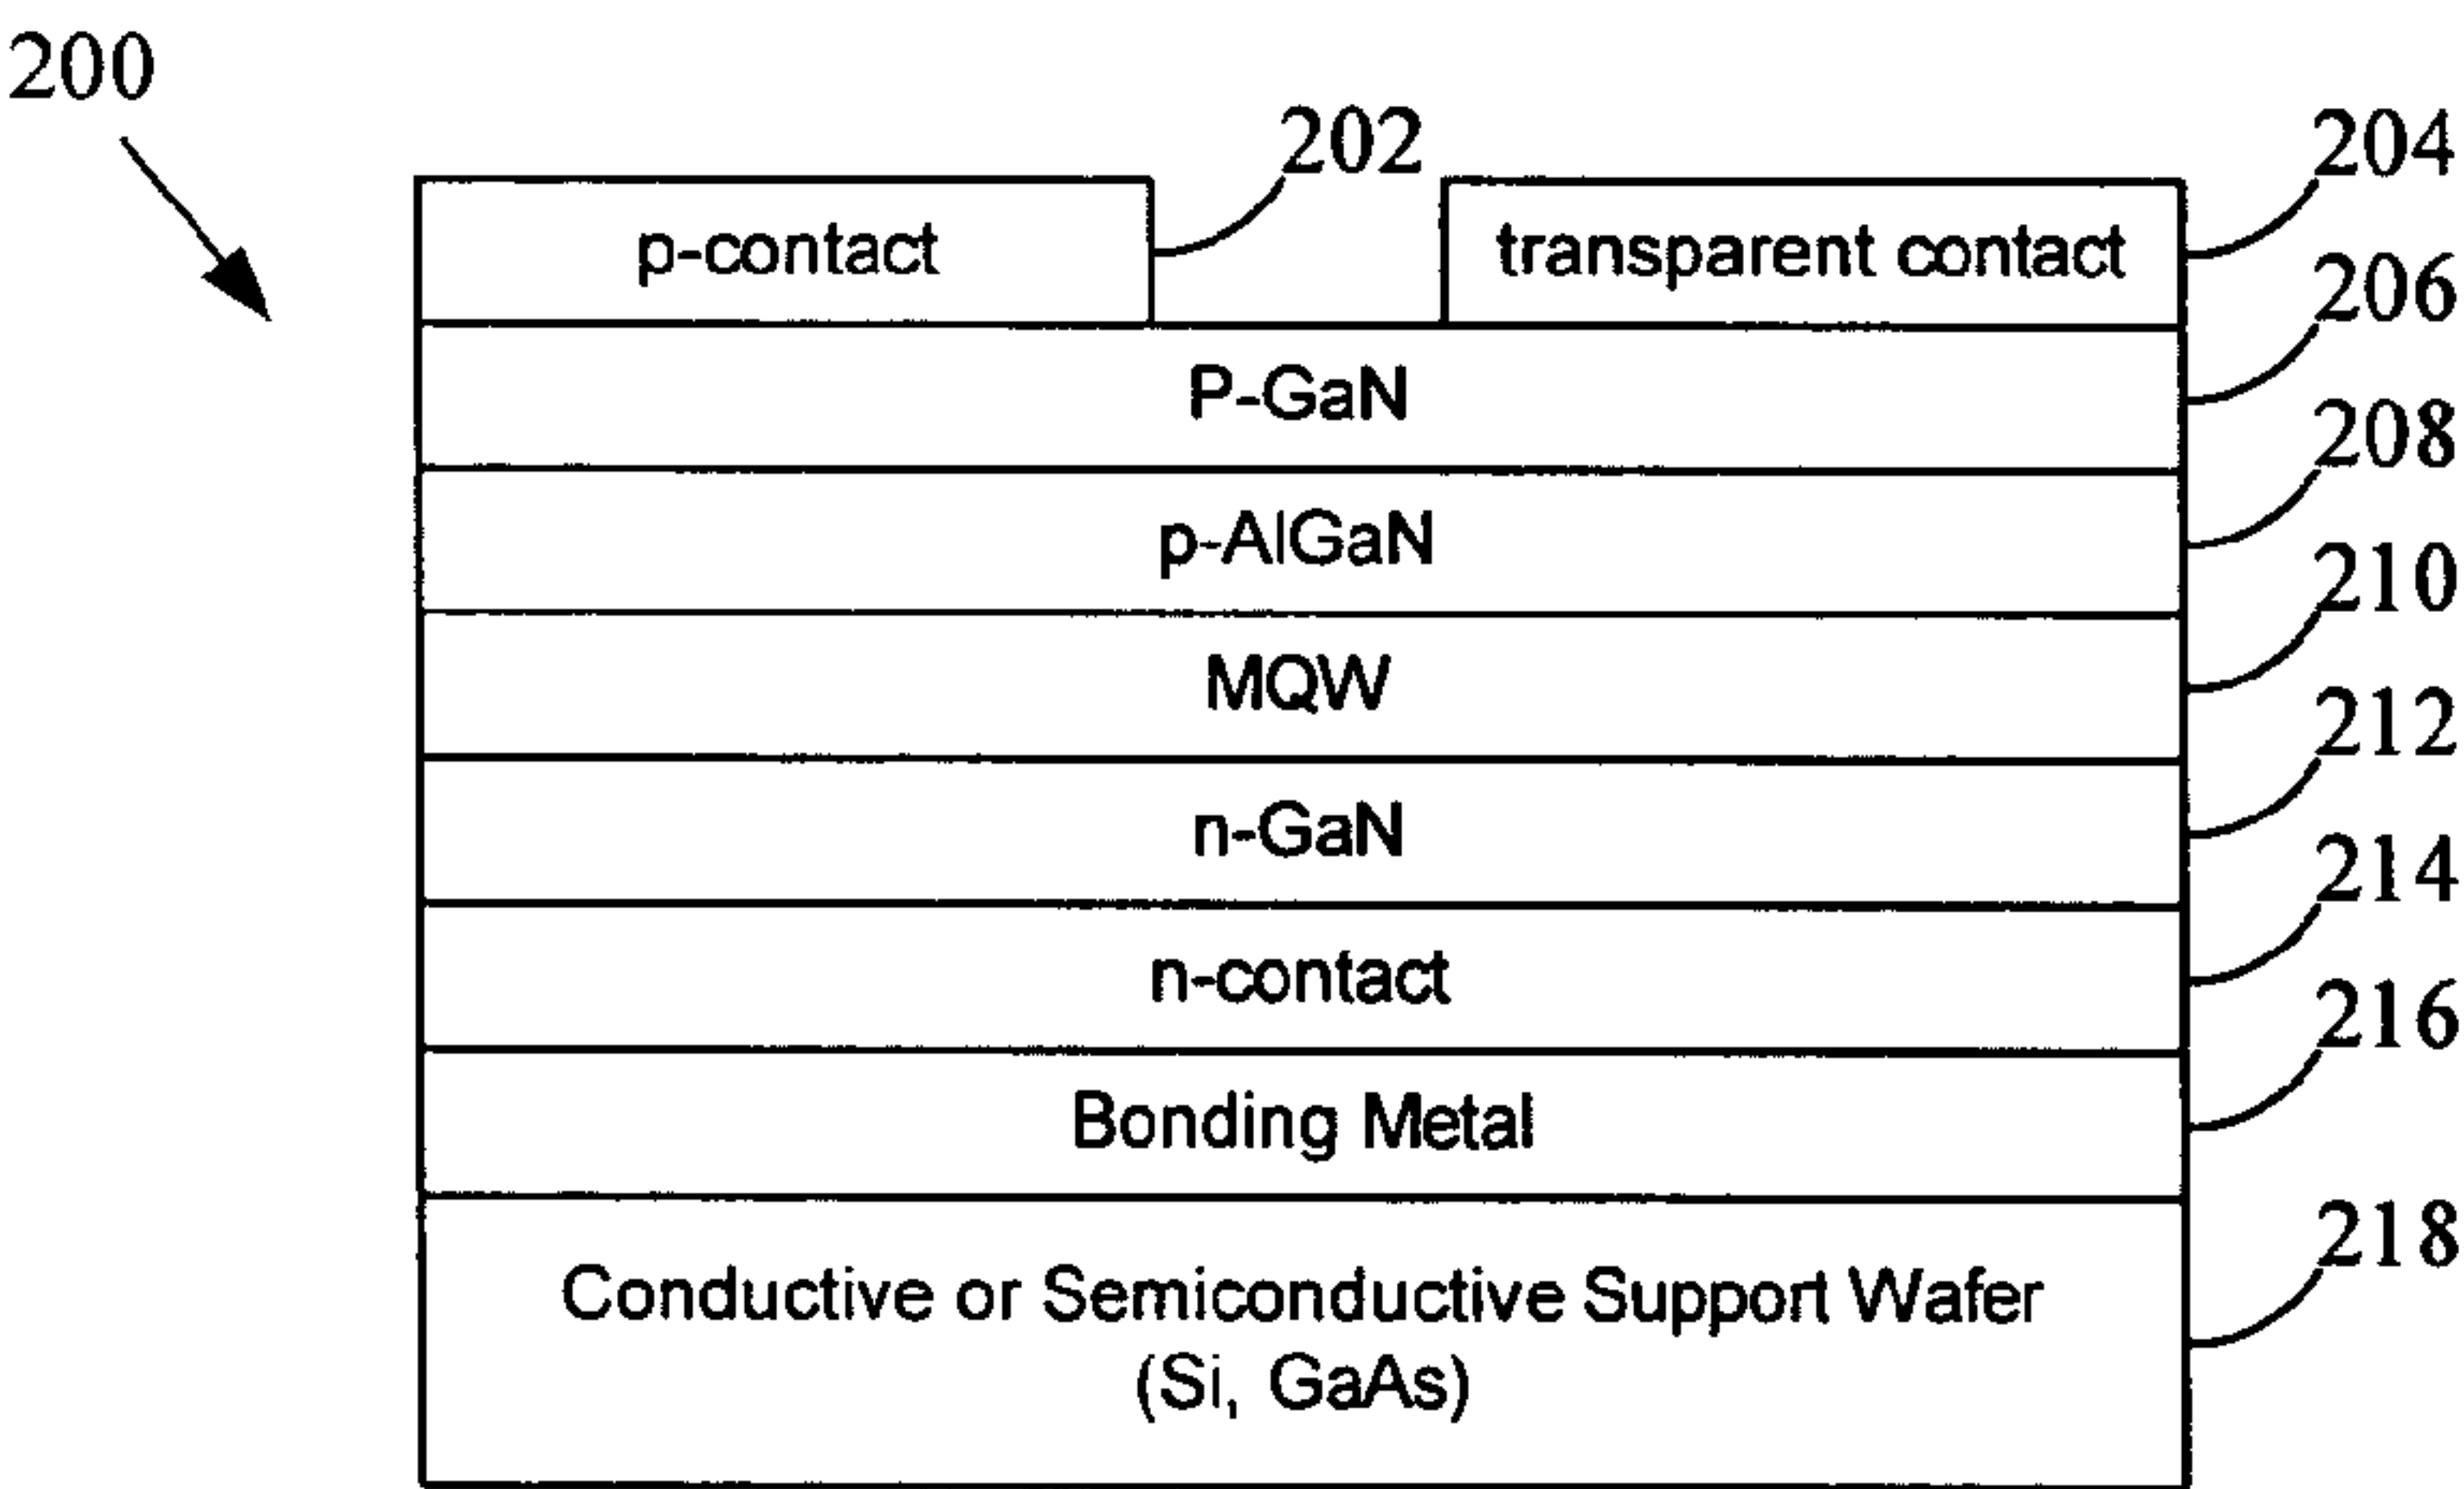 200
202
204
p-contact
transparent contact
206
P-GaN
208
p-AlGaN
210
MQW
212
n-GaN
214
n-contact
216
Bonding Metal
218
Conductive or Semiconductive Support Wafer
(Si, GaAs)